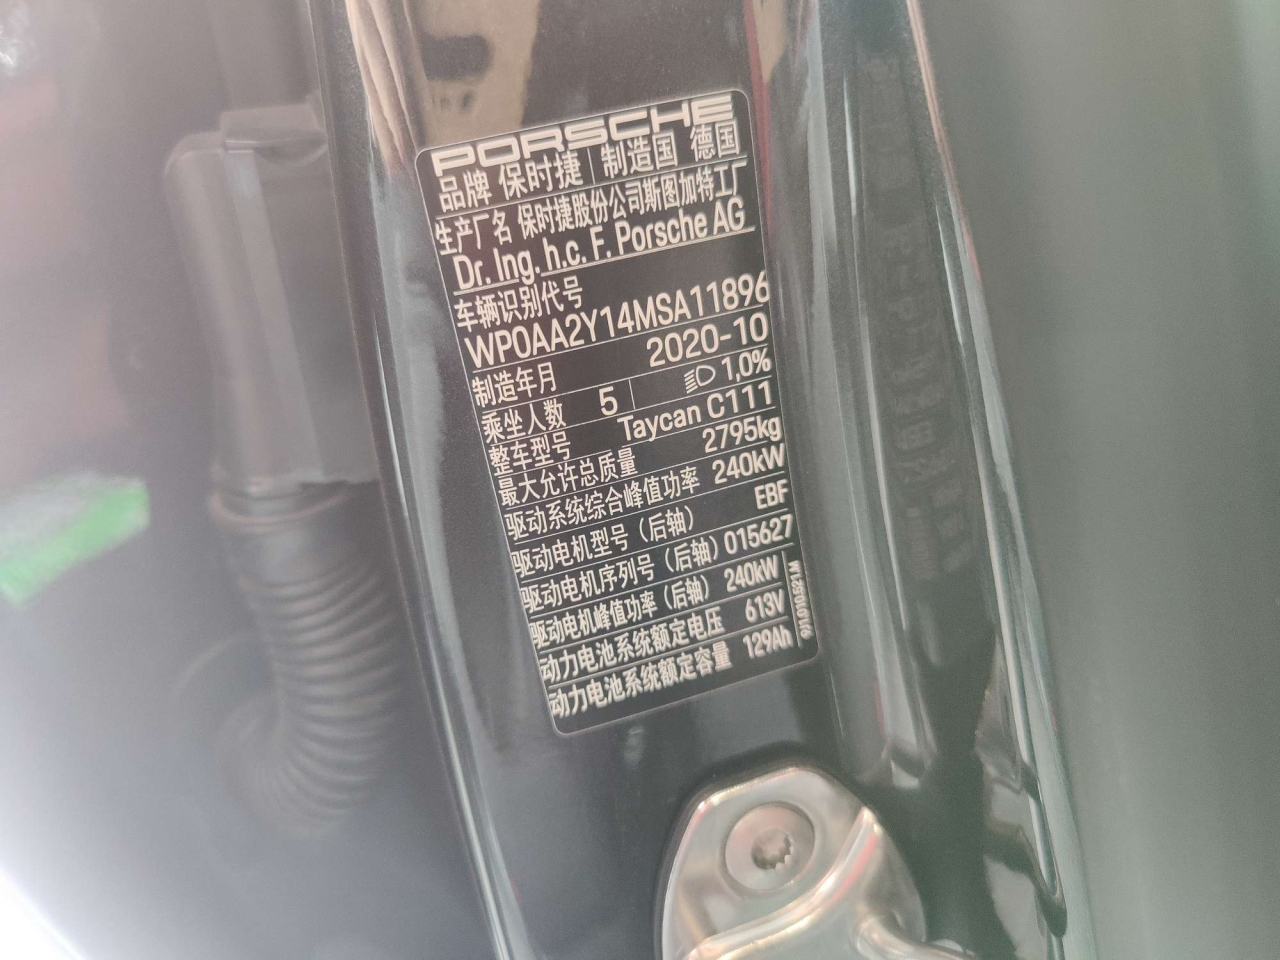 PORSCHE
品牌 保时捷 制造国 德国
生产厂名 保时捷股份公司斯图加特工厂
Dr. Ing. h.c. F. Porsche AG
车辆识别代号
WP0AA2Y14MSA11896
制造年月 2020-10
乘坐人数 5 1,0%
整车型号 Taycan C111
最大允许总质量 2795kg
驱动系统综合峰值功率 240kW
驱动电机型号（后轴） EBF
驱动电机序列号（后轴） 015627
驱动电机峰值功率（后轴） 240kW
动力电池系统额定电压 613V
动力电池系统额定容量 129Ah
9J1.010.521.M